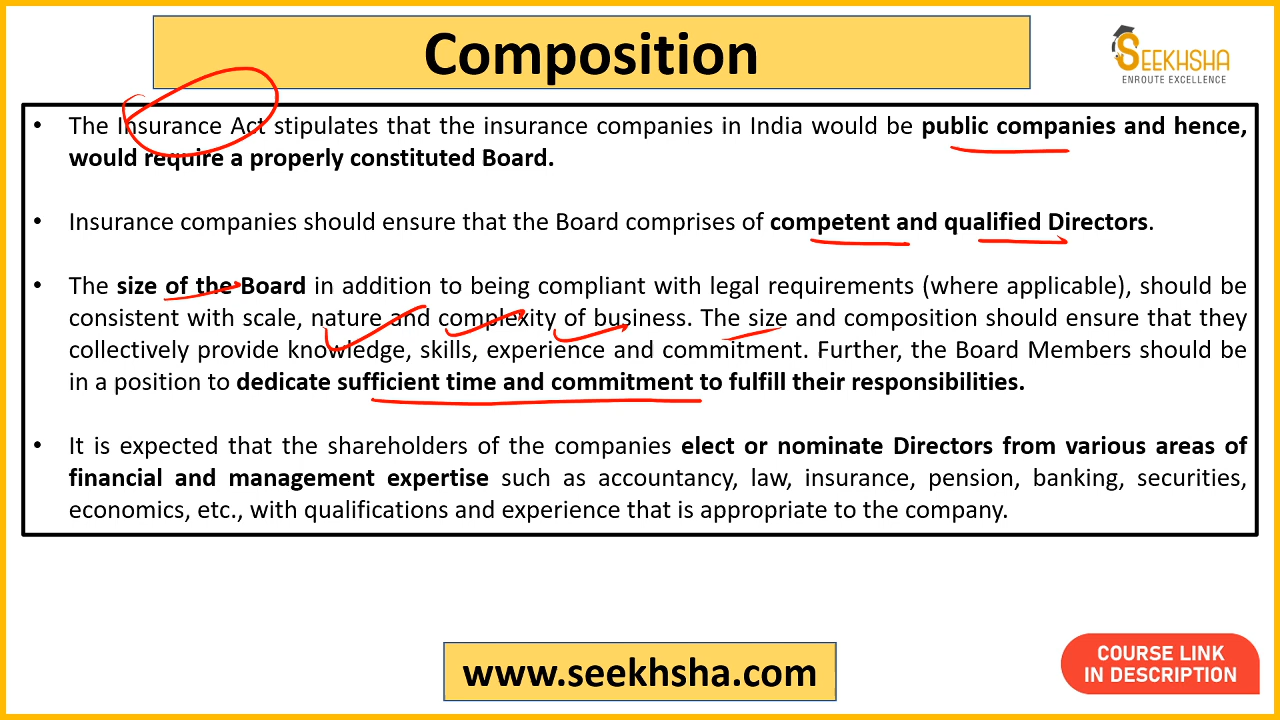 Composition
SEEKHSHA
ENROUTE EXCELLENCE
• The Insurance Act stipulates that the insurance companies in India would be public companies and hence,
would require a properly constituted Board.
• Insurance companies should ensure that the Board comprises of competent and qualified Directors.
• The size of the Board in addition to being compliant with legal requirements (where applicable), should be
consistent with scale, nature and complexity of business. The size and composition should ensure that they
collectively provide knowledge, skills, experience and commitment. Further, the Board Members should be
in a position to dedicate sufficient time and commitment to fulfill their responsibilities.
• It is expected that the shareholders of the companies elect or nominate Directors from various areas of
financial and management expertise such as accountancy, law, insurance, pension, banking, securities,
economics, etc., with qualifications and experience that is appropriate to the company.
www.seekhsha.com
COURSE LINK
IN DESCRIPTION